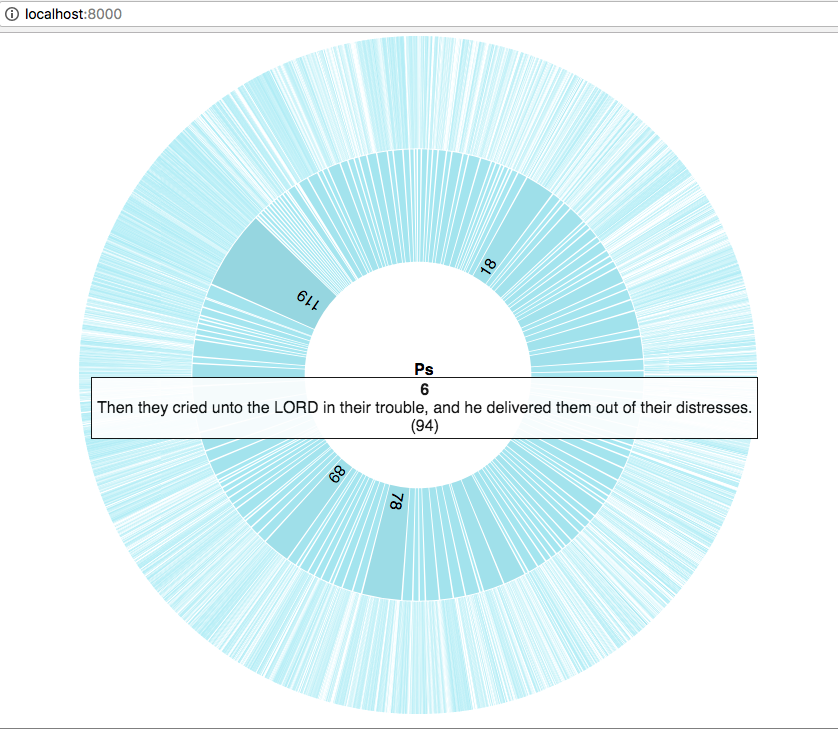 localhost:8000
18
119
Ps
6
Then they cried unto the LORD in their trouble, and he delivered them out of their distresses.
(94)
89
78